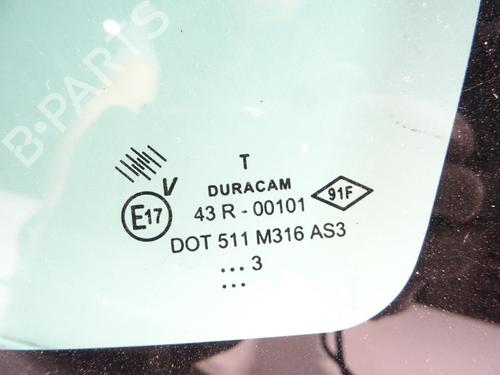 B-PARTS
T
V
DURACAM
91F
E17
43 R - 00101
DOT 511 M316 AS3
... 3
...